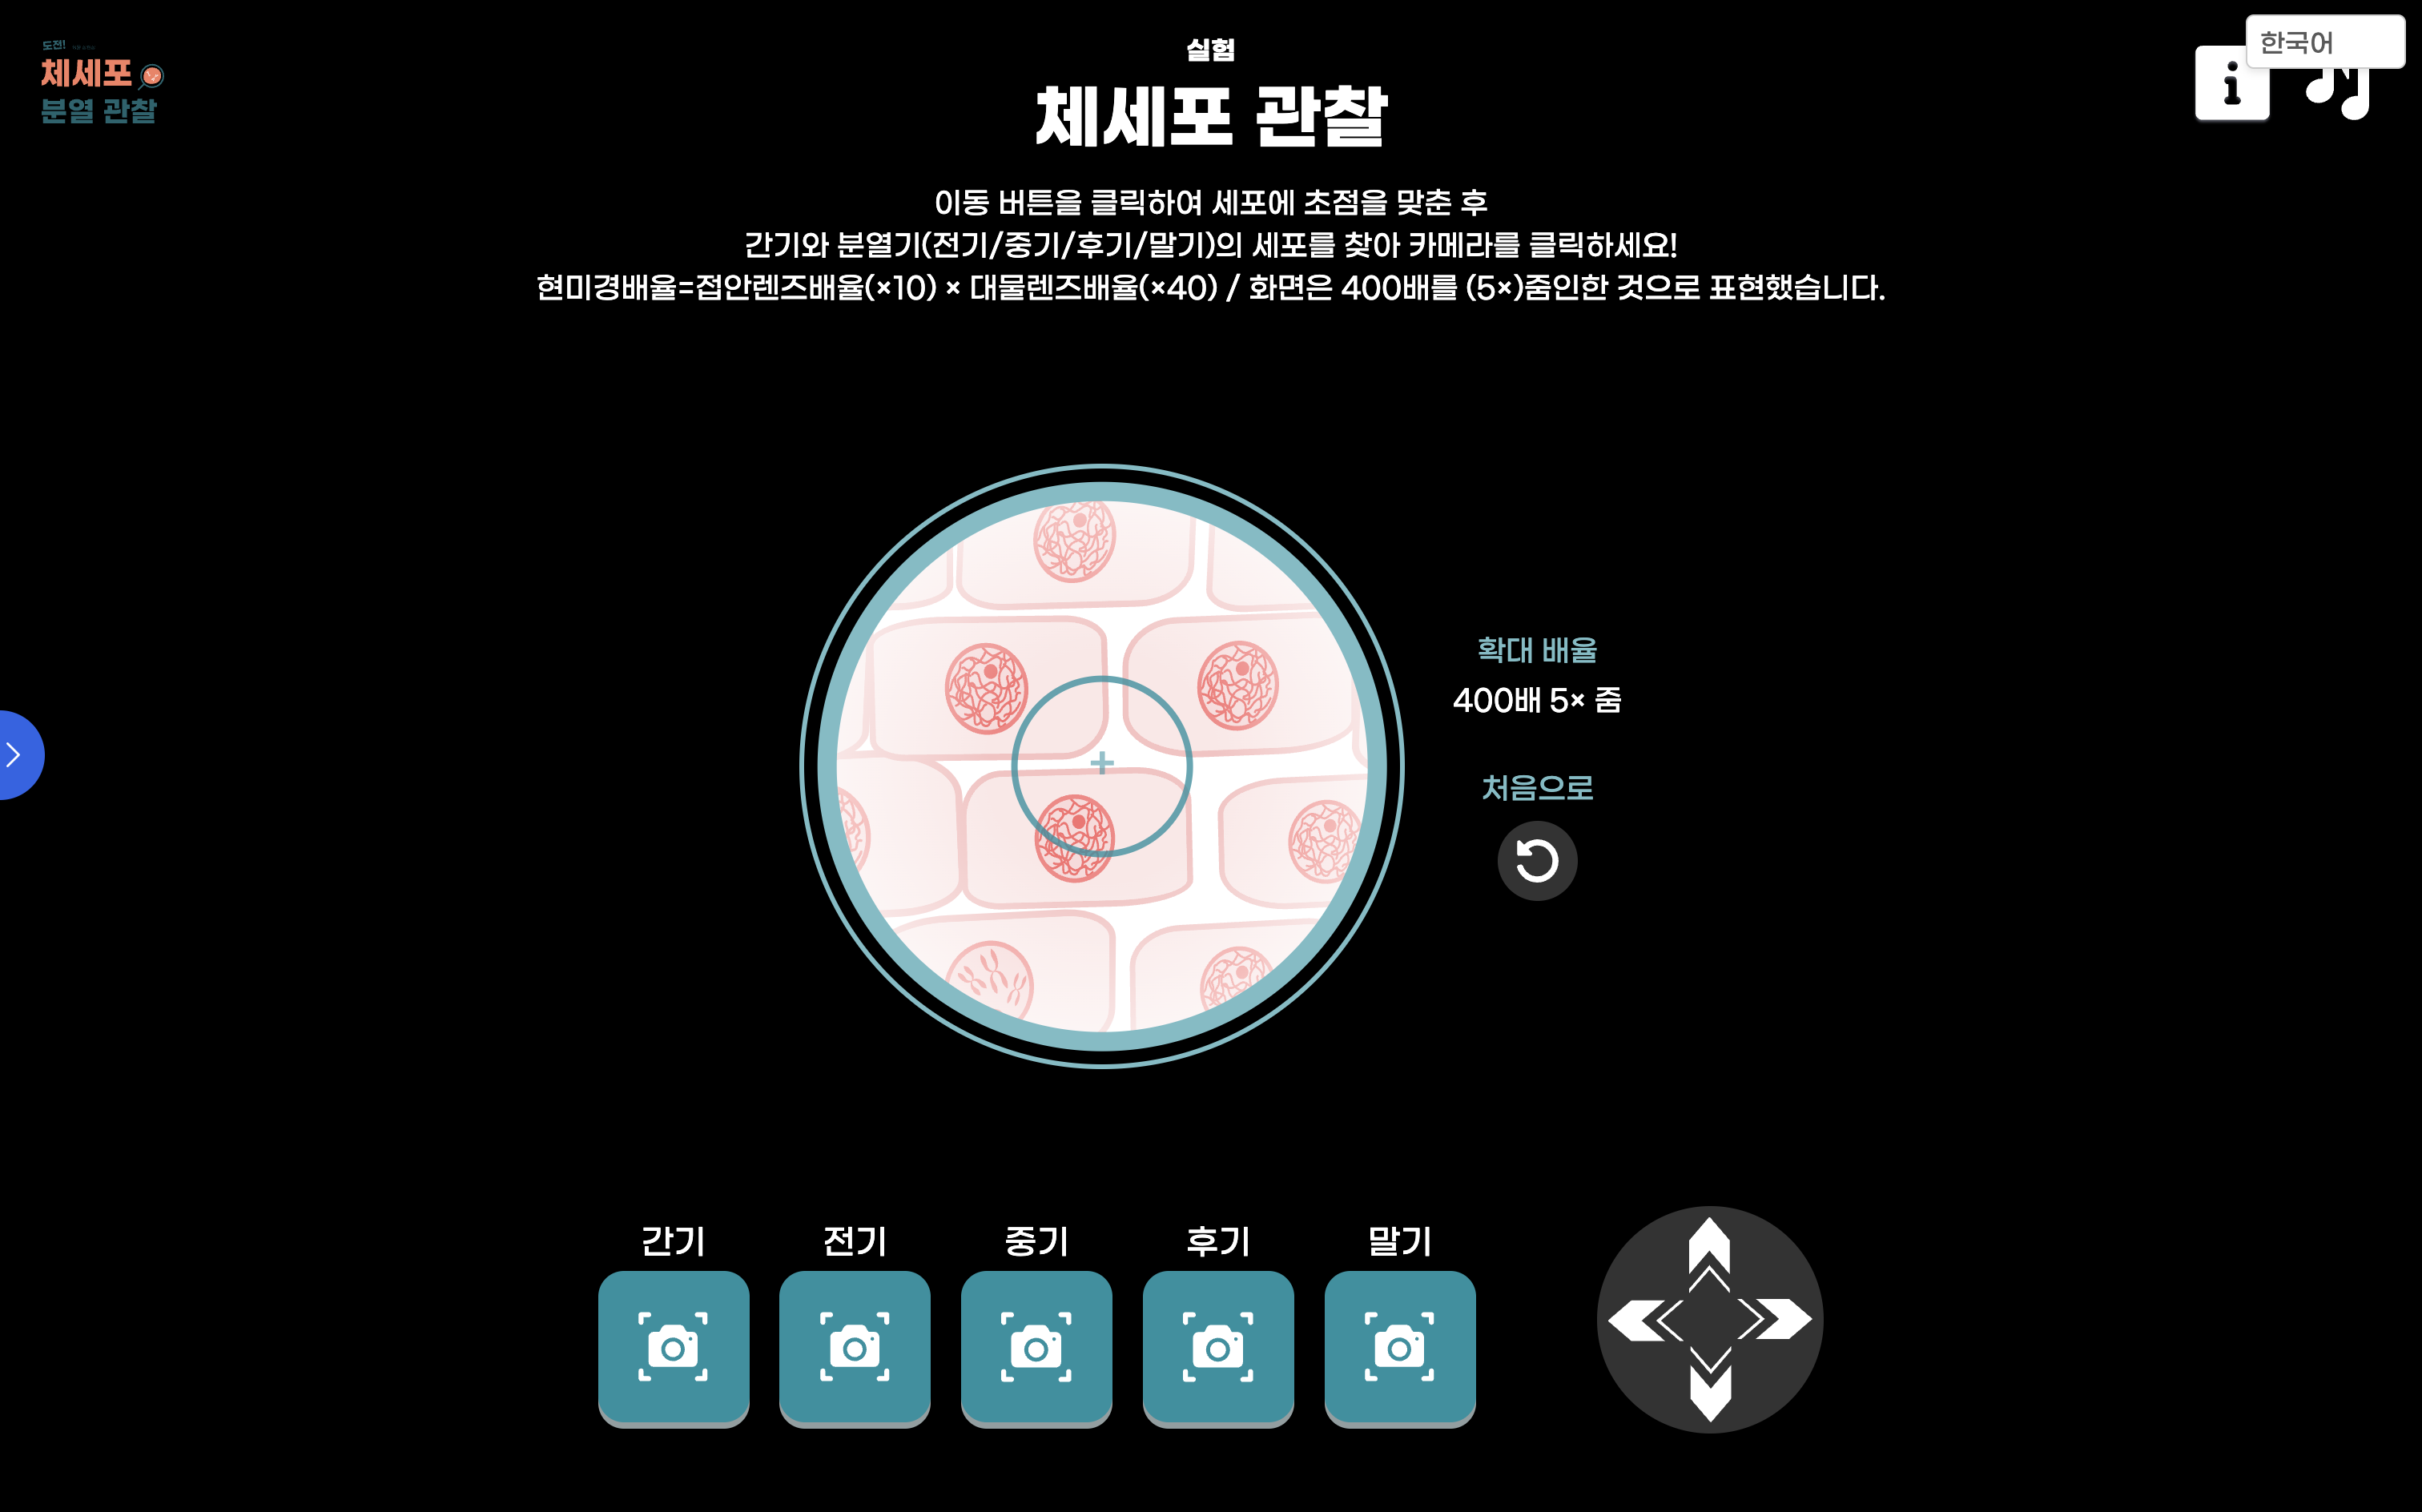 도전!
체세포
분열 관찰
실험
체세포 관찰
한국어
i
이동 버튼을 클릭하여 세포에 초점을 맞춘 후
간기와 분열기(전기/중기/후기/말기)의 세포를 찾아 카메라를 클릭하세요!
현미경배율=접안렌즈배율(×10) × 대물렌즈배율(×40) / 화면은 400배를 (5×)줌인한 것으로 표현했습니다.
확대 배율
400배 5× 줌
처음으로
간기 전기 중기 후기 말기